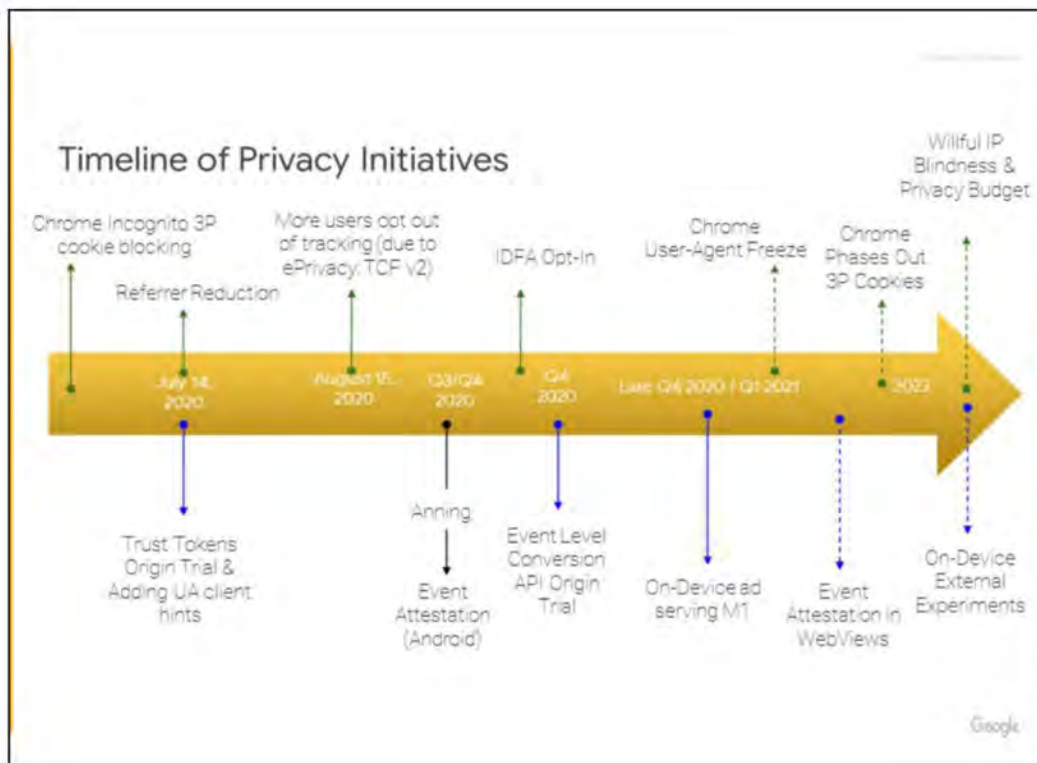 Timeline of Privacy Initiatives
Willful IP
Blindness &
Privacy Budget
Chrome Incognito 3P
cookie blocking
Referrer Reduction
More users opt out
of tracking (due to
ePrivacy: TCF v2)
IDFA Opt-In
Chrome
User-Agent Freeze
Chrome
Phases Out
3P Cookies
July 14,
2020
August 15,
2020
Q3/Q4
2020
Q4
2020
Late Q4 2020 / Q1 2021
2022
Trust Tokens
Origin Trial &
Adding UA client
hints
Anning
Event
Attestation
(Android)
Event Level
Conversion
API Origin
Trial
On-Device ad
serving M1
Event
Attestation in
WebViews
On-Device
External
Experiments
Google